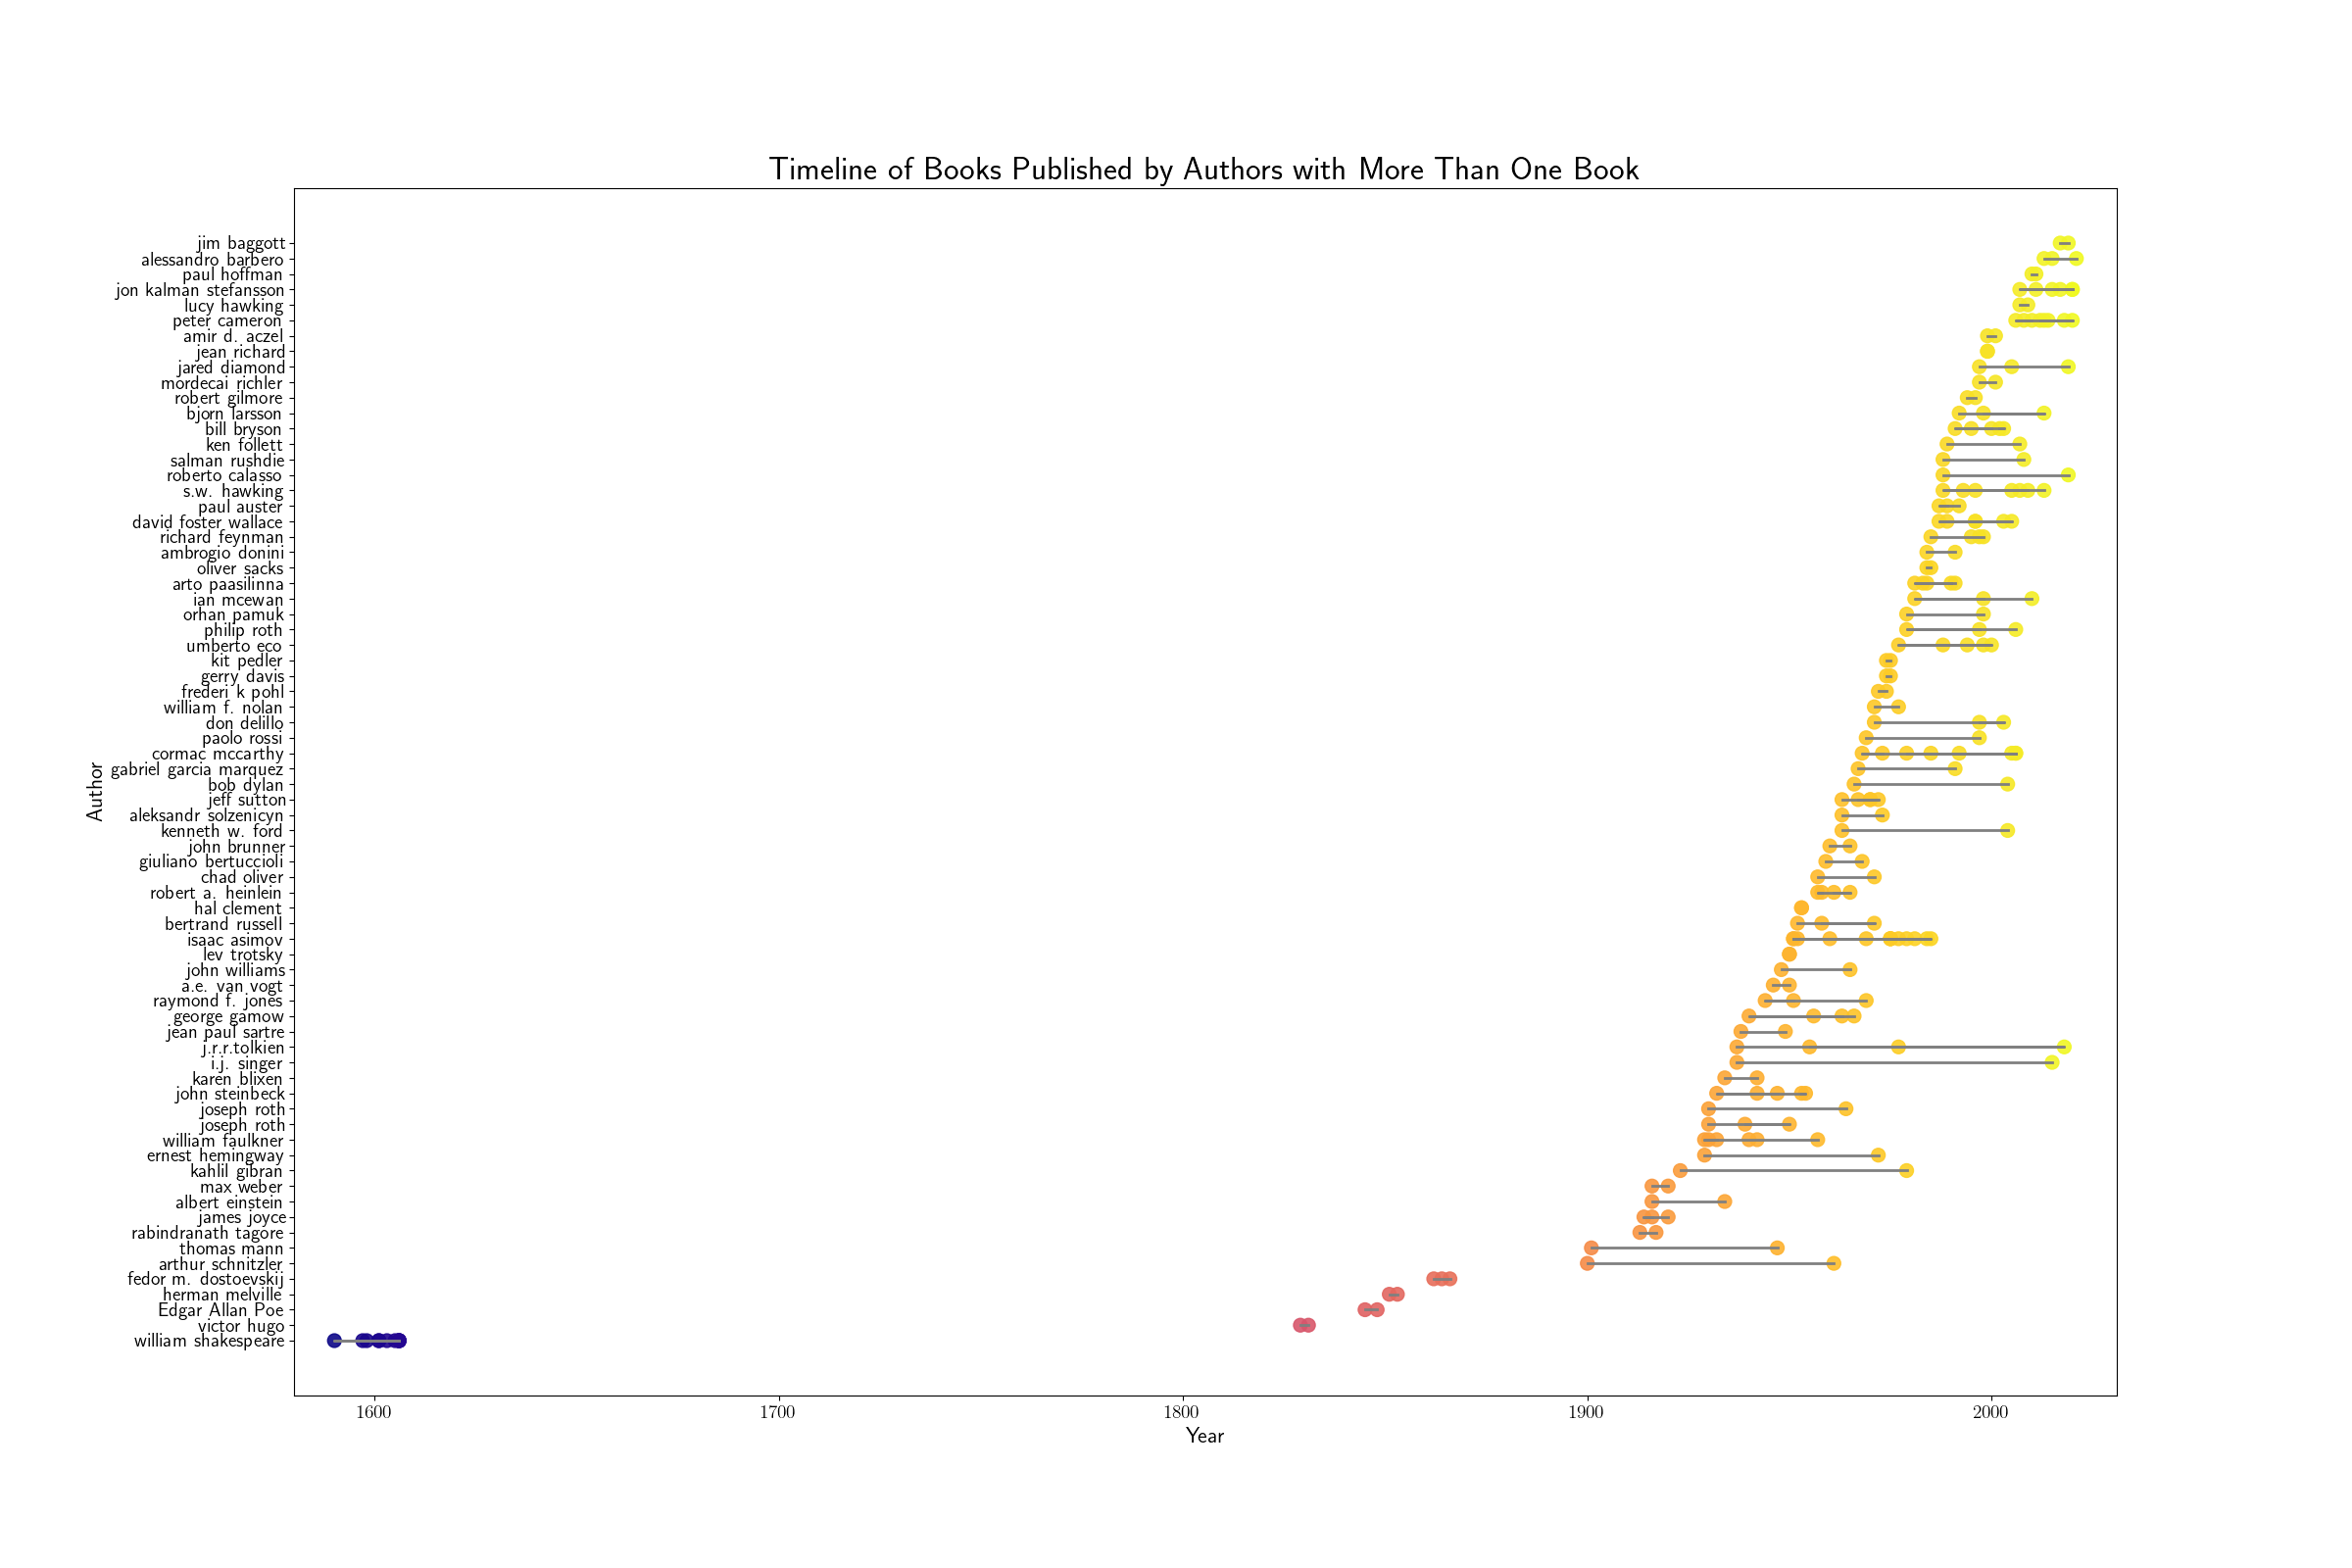 Timeline of Books Published by Authors with More Than One Book
jim baggott
alessandro barbero
paul hoffman
jon kalman stefansson
lucy hawking
peter cameron
amir d. aczel
jean richard
jared diamond
mordecai richler
robert gilmore
bjorn larsson
bill bryson
ken follett
salman rushdie
roberto calasso
s.w. hawking
paul auster
david foster wallace
richard feynman
ambrogio donini
oliver sacks
arto paasilinna
ian mcewan
orhan pamuk
philip roth
umberto eco
kit pedler
gerry davis
frederi k pohl
william f. nolan
don delillo
paolo rossi
cormac mccarthy
gabriel garcia marquez
bob dylan
jeff sutton
aleksandr solzenicyn
kenneth w. ford
john brunner
giuliano bertuccioli
chad oliver
robert a. heinlein
hal clement
bertrand russell
isaac asimov
lev trotsky
john williams
a.e. van vogt
raymond f. jones
george gamow
jean paul sartre
j.r.r.tolkien
i.j. singer
karen blixen
john steinbeck
joseph roth
joseph roth
william faulkner
ernest hemingway
kahlil gibran
max weber
albert einstein
james joyce
rabindranath tagore
thomas mann
arthur schnitzler
fedor m. dostoevskij
herman melville
Edgar Allan Poe
victor hugo
william shakespeare
Author
1600 1700 1800 1900 2000
Year